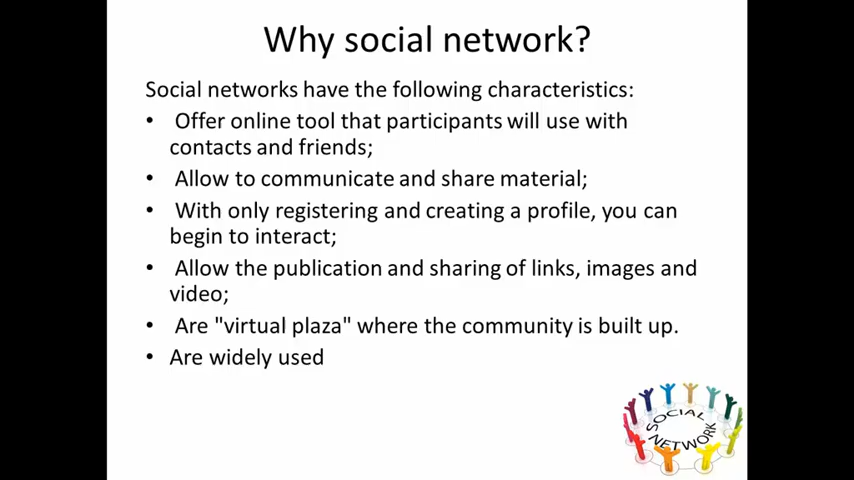 Why social network?
Social networks have the following characteristics:
• Offer online tool that participants will use with
contacts and friends;
• Allow to communicate and share material;
• With only registering and creating a profile, you can
begin to interact;
• Allow the publication and sharing of links, images and
video;
• Are "virtual plaza" where the community is built up.
• Are widely used
SOCIAL
NETWORK